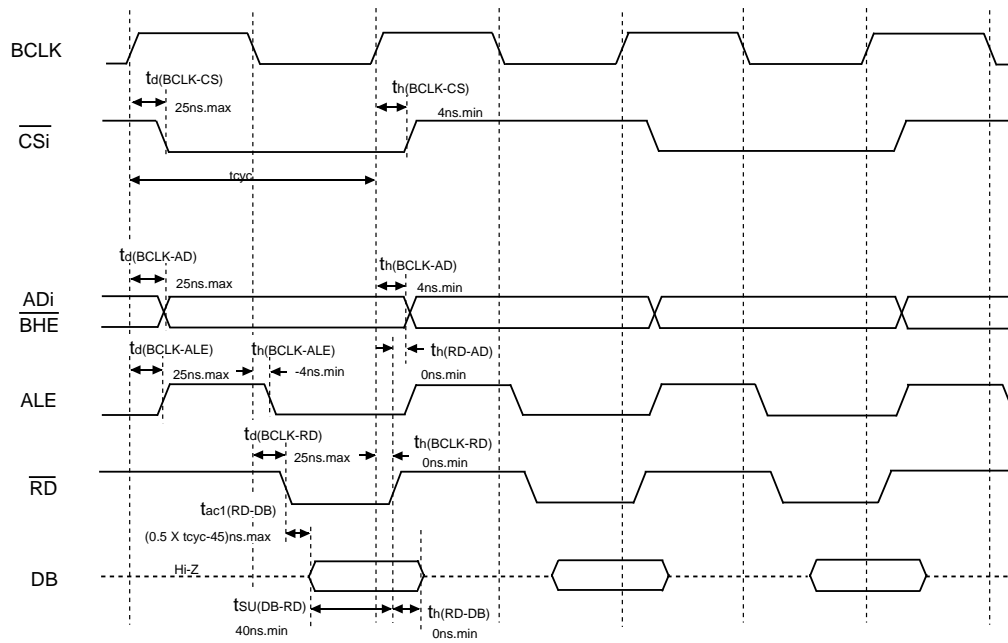 BCLK
td(BCLK-CS)
25ns.max
th(BCLK-CS)
4ns.min
CSi
tcyc
td(BCLK-AD)
25ns.max
th(BCLK-AD)
4ns.min
ADi
BHE
td(BCLK-ALE)
25ns.max
th(BCLK-ALE)
-4ns.min
th(RD-AD)
0ns.min
ALE
td(BCLK-RD)
25ns.max
th(BCLK-RD)
0ns.min
RD
tac1(RD-DB)
(0.5 X tcyc-45)ns.max
Hi-Z
DB
tSU(DB-RD)
40ns.min
th(RD-DB)
0ns.min